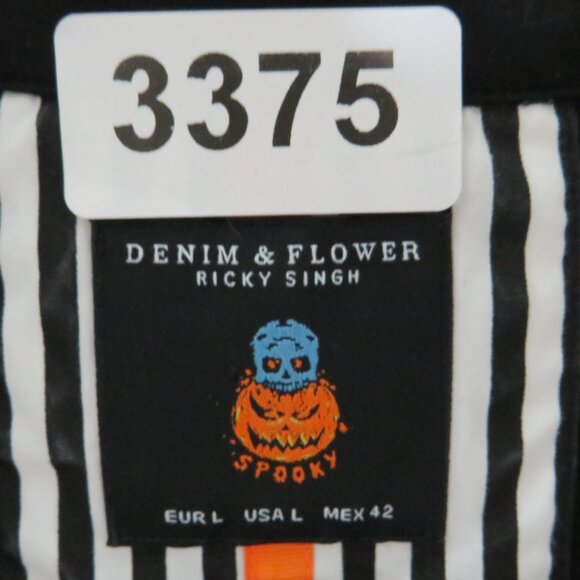 3375
DENIM & FLOWER
RICKY SINGH
SPOOKY
EUR L USA L MEX 42